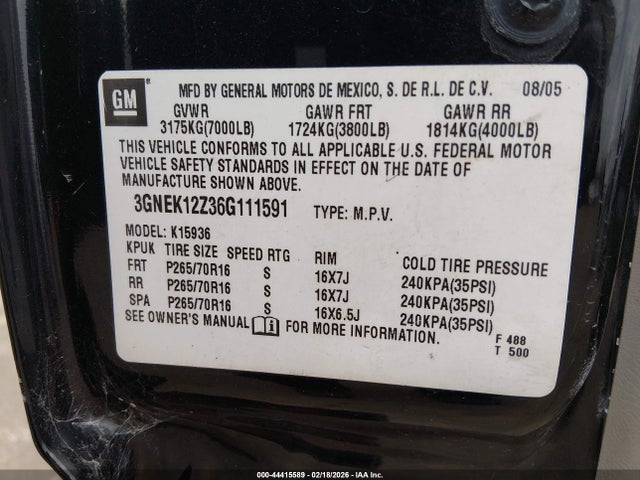 GM
MFD BY GENERAL MOTORS DE MEXICO, S. DE R.L. DE C.V. 08/05
GVWR GAWR FRT GAWR RR
3175KG(7000LB) 1724KG(3800LB) 1814KG(4000LB)
THIS VEHICLE CONFORMS TO ALL APPLICABLE U.S. FEDERAL MOTOR
VEHICLE SAFETY STANDARDS IN EFFECT ON THE DATE OF
MANUFACTURE SHOWN ABOVE.
3GNEK12Z36G111591 TYPE: M.P.V.
MODEL: K15936
KPUK TIRE SIZE SPEED RTG RIM COLD TIRE PRESSURE
FRT P265/70R16 S 16X7J 240KPA(35PSI)
RR P265/70R16 S 16X7J 240KPA(35PSI)
SPA P265/70R16 S 16X6.5J 240KPA(35PSI)
SEE OWNER'S MANUAL FOR MORE INFORMATION.
F 488
T 500
000-44415589 - 02/18/2026 - IAA Inc.